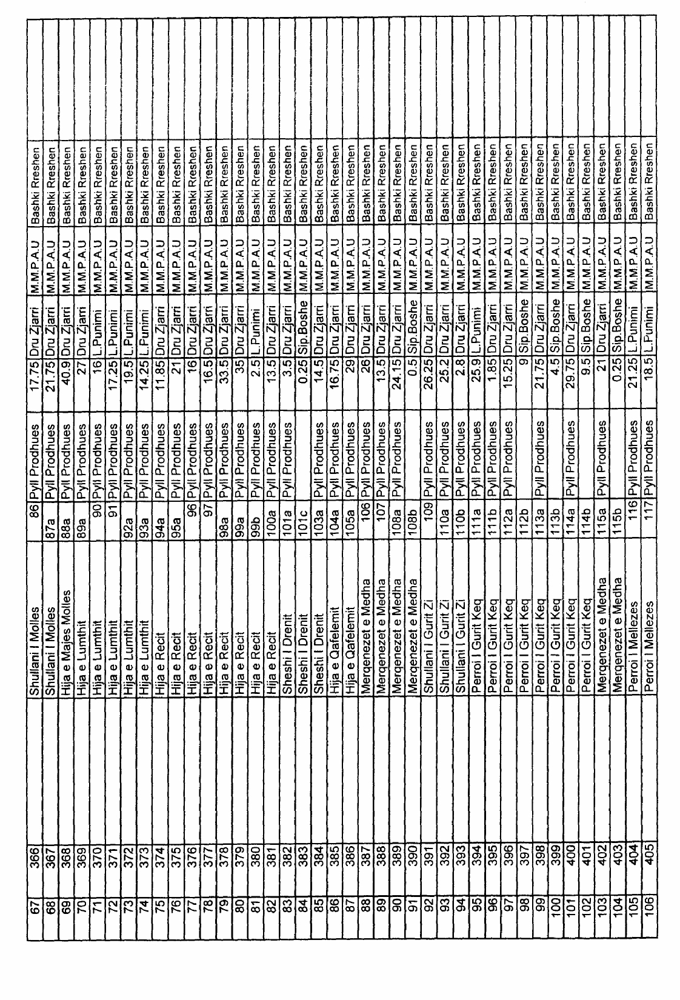 67 366 Shullani I Molles 86 Pyll Prodhues 17.75 Dru Zjarri M.M.P.A.U Bashki Rreshen
68 367 Shullani I Molles 87a Pyll Prodhues 21.75 Dru Zjarri M.M.P.A.U Bashki Rreshen
69 368 Hija e Majes Molles 88a Pyll Prodhues 40.9 Dru Zjarri M.M.P.A.U Bashki Rreshen
70 369 Hija e Lumthit 89a Pyll Prodhues 27 Dru Zjarri M.M.P.A.U Bashki Rreshen
71 370 Hija e Lumthit 90 Pyll Prodhues 16 L.Punimi M.M.P.A.U Bashki Rreshen
72 371 Hija e Lumthit 91 Pyll Prodhues 17.25 L.Punimi M.M.P.A.U Bashki Rreshen
73 372 Hija e Lumthit 92a Pyll Prodhues 19.5 L.Punimi M.M.P.A.U Bashki Rreshen
74 373 Hija e Lumthit 93a Pyll Prodhues 14.25 L.Punimi M.M.P.A.U Bashki Rreshen
75 374 Hija e Recit 94a Pyll Prodhues 11.85 Dru Zjarri M.M.P.A.U Bashki Rreshen
76 375 Hija e Recit 95a Pyll Prodhues 21 Dru Zjarri M.M.P.A.U Bashki Rreshen
77 376 Hija e Recit 96 Pyll Prodhues 16 Dru Zjarri M.M.P.A.U Bashki Rreshen
78 377 Hija e Recit 97 Pyll Prodhues 16.5 Dru Zjarri M.M.P.A.U Bashki Rreshen
79 378 Hija e Recit 98a Pyll Prodhues 33.5 Dru Zjarri M.M.P.A.U Bashki Rreshen
80 379 Hija e Recit 99a Pyll Prodhues 35 Dru Zjarri M.M.P.A.U Bashki Rreshen
81 380 Hija e Recit 99b Pyll Prodhues 2.5 L.Punimi M.M.P.A.U Bashki Rreshen
82 381 Hija e Recit 100a Pyll Prodhues 13.5 Dru Zjarri M.M.P.A.U Bashki Rreshen
83 382 Sheshi I Drenit 101a Pyll Prodhues 3.5 Dru Zjarri M.M.P.A.U Bashki Rreshen
84 383 Sheshi I Drenit 101c 0.25 Sip.Boshe M.M.P.A.U Bashki Rreshen
85 384 Sheshi I Drenit 103a Pyll Prodhues 14.5 Dru Zjarri M.M.P.A.U Bashki Rreshen
86 385 Hija e Qafelemit 104a Pyll Prodhues 16.75 Dru Zjarri M.M.P.A.U Bashki Rreshen
87 386 Hija e Qafelemit 105a Pyll Prodhues 29 Dru Zjarri M.M.P.A.U Bashki Rreshen
88 387 Merqenezet e Medha 106 Pyll Prodhues 26 Dru Zjarri M.M.P.A.U Bashki Rreshen
89 388 Merqenezet e Medha 107 Pyll Prodhues 13.5 Dru Zjarri M.M.P.A.U Bashki Rreshen
90 389 Merqenezet e Medha 108a Pyll Prodhues 24.15 Dru Zjarri M.M.P.A.U Bashki Rreshen
91 390 Merqenezet e Medha 108b 0.5 Sip.Boshe M.M.P.A.U Bashki Rreshen
92 391 Shullani I Gurit Zi 109 Pyll Prodhues 26.25 Dru Zjarri M.M.P.A.U Bashki Rreshen
93 392 Shullani I Gurit Zi 110a Pyll Prodhues 25.2 Dru Zjarri M.M.P.A.U Bashki Rreshen
94 393 Shullani I Gurit Zi 110b Pyll Prodhues 2.8 Dru Zjarri M.M.P.A.U Bashki Rreshen
95 394 Perroi I Gurit Keq 111a Pyll Prodhues 25.9 L.Punimi M.M.P.A.U Bashki Rreshen
96 395 Perroi I Gurit Keq 111b Pyll Prodhues 1.85 Dru Zjarri M.M.P.A.U Bashki Rreshen
97 396 Perroi I Gurit Keq 112a Pyll Prodhues 15.25 Dru Zjarri M.M.P.A.U Bashki Rreshen
98 397 Perroi I Gurit Keq 112b 9 Sip.Boshe M.M.P.A.U Bashki Rreshen
99 398 Perroi I Gurit Keq 113a Pyll Prodhues 21.75 Dru Zjarri M.M.P.A.U Bashki Rreshen
100 399 Perroi I Gurit Keq 113b 4.5 Sip.Boshe M.M.P.A.U Bashki Rreshen
101 400 Perroi I Gurit Keq 114a Pyll Prodhues 29.75 Dru Zjarri M.M.P.A.U Bashki Rreshen
102 401 Perroi I Gurit Keq 114b 9.5 Sip.Boshe M.M.P.A.U Bashki Rreshen
103 402 Merqenezet e Medha 115a Pyll Prodhues 21 Dru Zjarri M.M.P.A.U Bashki Rreshen
104 403 Merqenezet e Medha 115b 0.25 Sip.Boshe M.M.P.A.U Bashki Rreshen
105 404 Perroi I Mellezes 116 Pyll Prodhues 21.25 L.Punimi M.M.P.A.U Bashki Rreshen
106 405 Perroi I Mellezes 117 Pyll Prodhues 18.5 L.Punimi M.M.P.A.U Bashki Rreshen